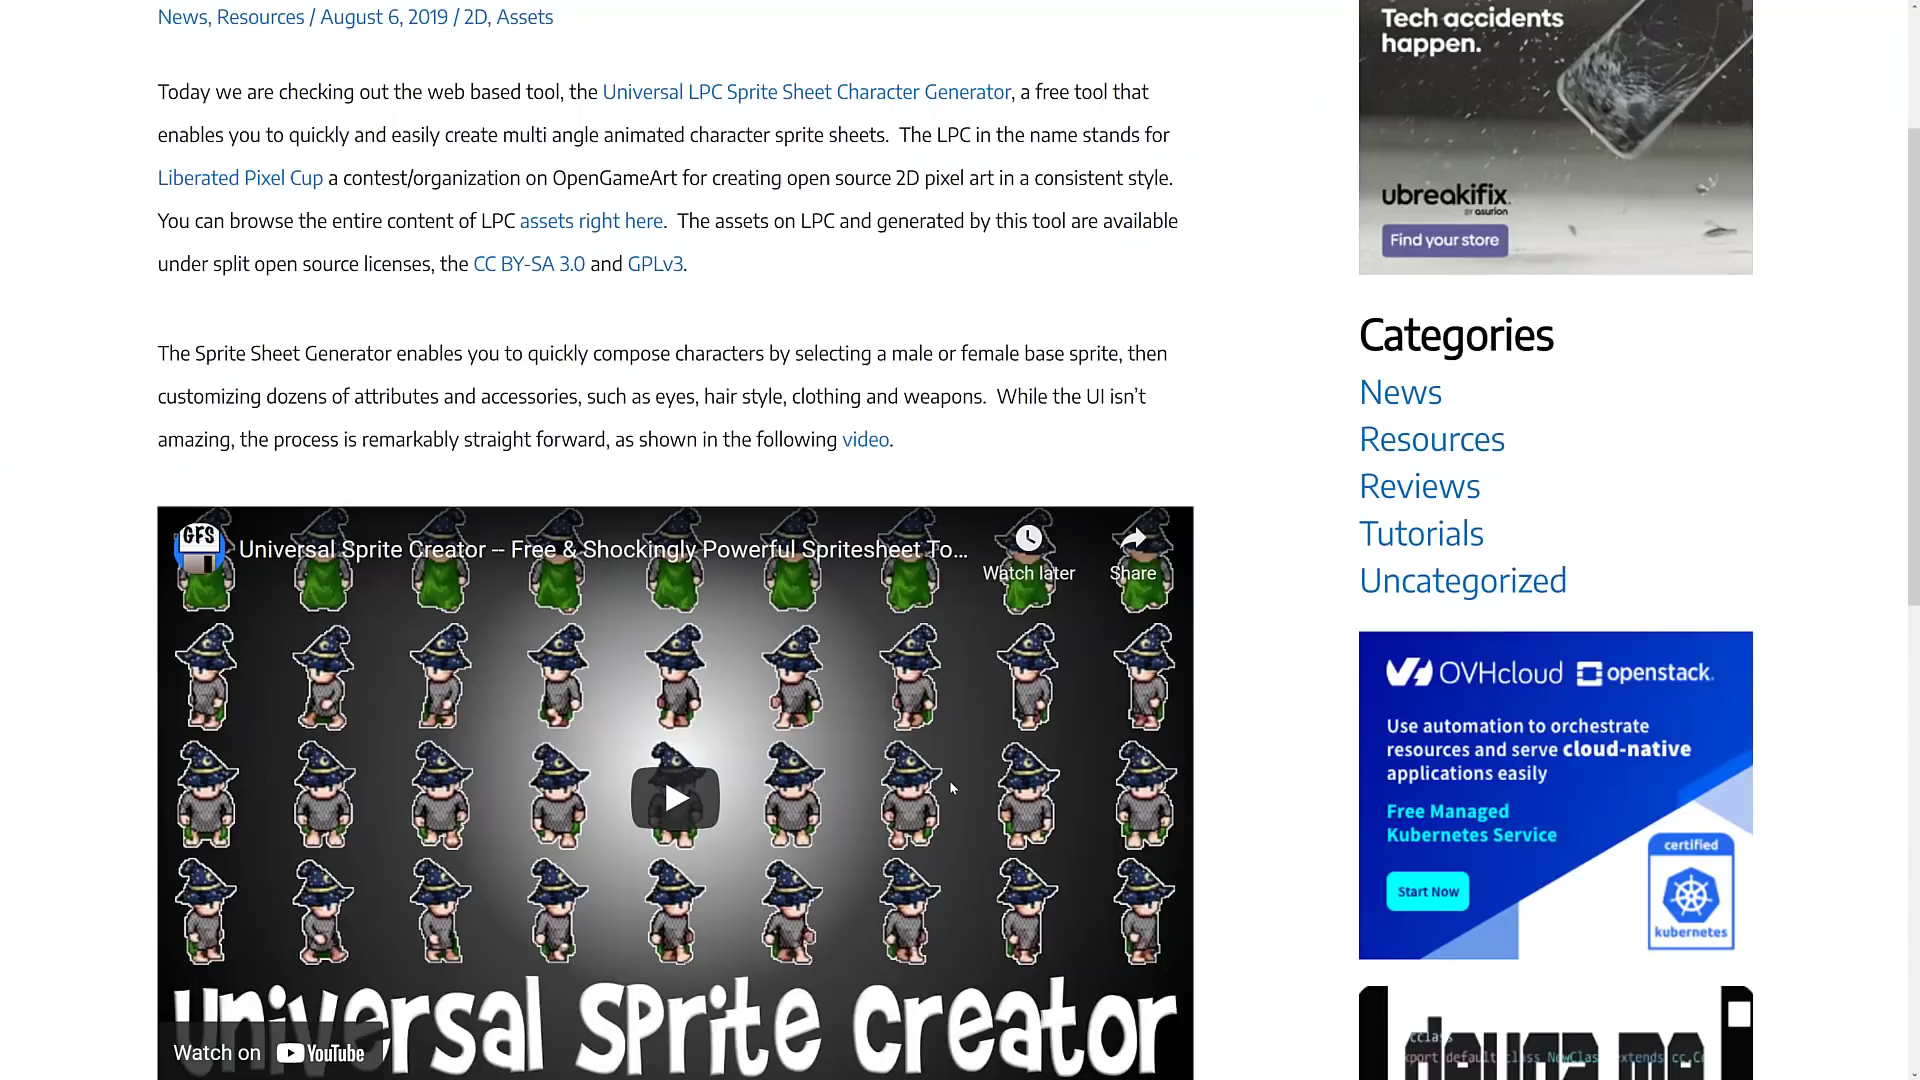 News, Resources / August 6, 2019 / 2D, Assets
Today we are checking out the web based tool, the Universal LPC Sprite Sheet Character Generator, a free tool that
enables you to quickly and easily create multi angle animated character sprite sheets. The LPC in the name stands for
Liberated Pixel Cup a contest/organization on OpenGameArt for creating open source 2D pixel art in a consistent style.
You can browse the entire content of LPC assets right here. The assets on LPC and generated by this tool are available
under split open source licenses, the CC BY-SA 3.0 and GPLv3.
The Sprite Sheet Generator enables you to quickly compose characters by selecting a male or female base sprite, then
customizing dozens of attributes and accessories, such as eyes, hair style, clothing and weapons. While the UI isn't
amazing, the process is remarkably straight forward, as shown in the following video.
GFS
Universal Sprite Creator -- Free & Shockingly Powerful Spritesheet To...
Watch later
Share
universal sprite creator
Watch on YouTube
Tech accidents
happen.
ubreakifix
BY asurion
Find your store
Categories
News
Resources
Reviews
Tutorials
Uncategorized
OVHcloud openstack.
Use automation to orchestrate
resources and serve cloud-native
applications easily
Free Managed
Kubernetes Service
Start Now
certified
kubernetes
export default class NewClass extends cc.Co